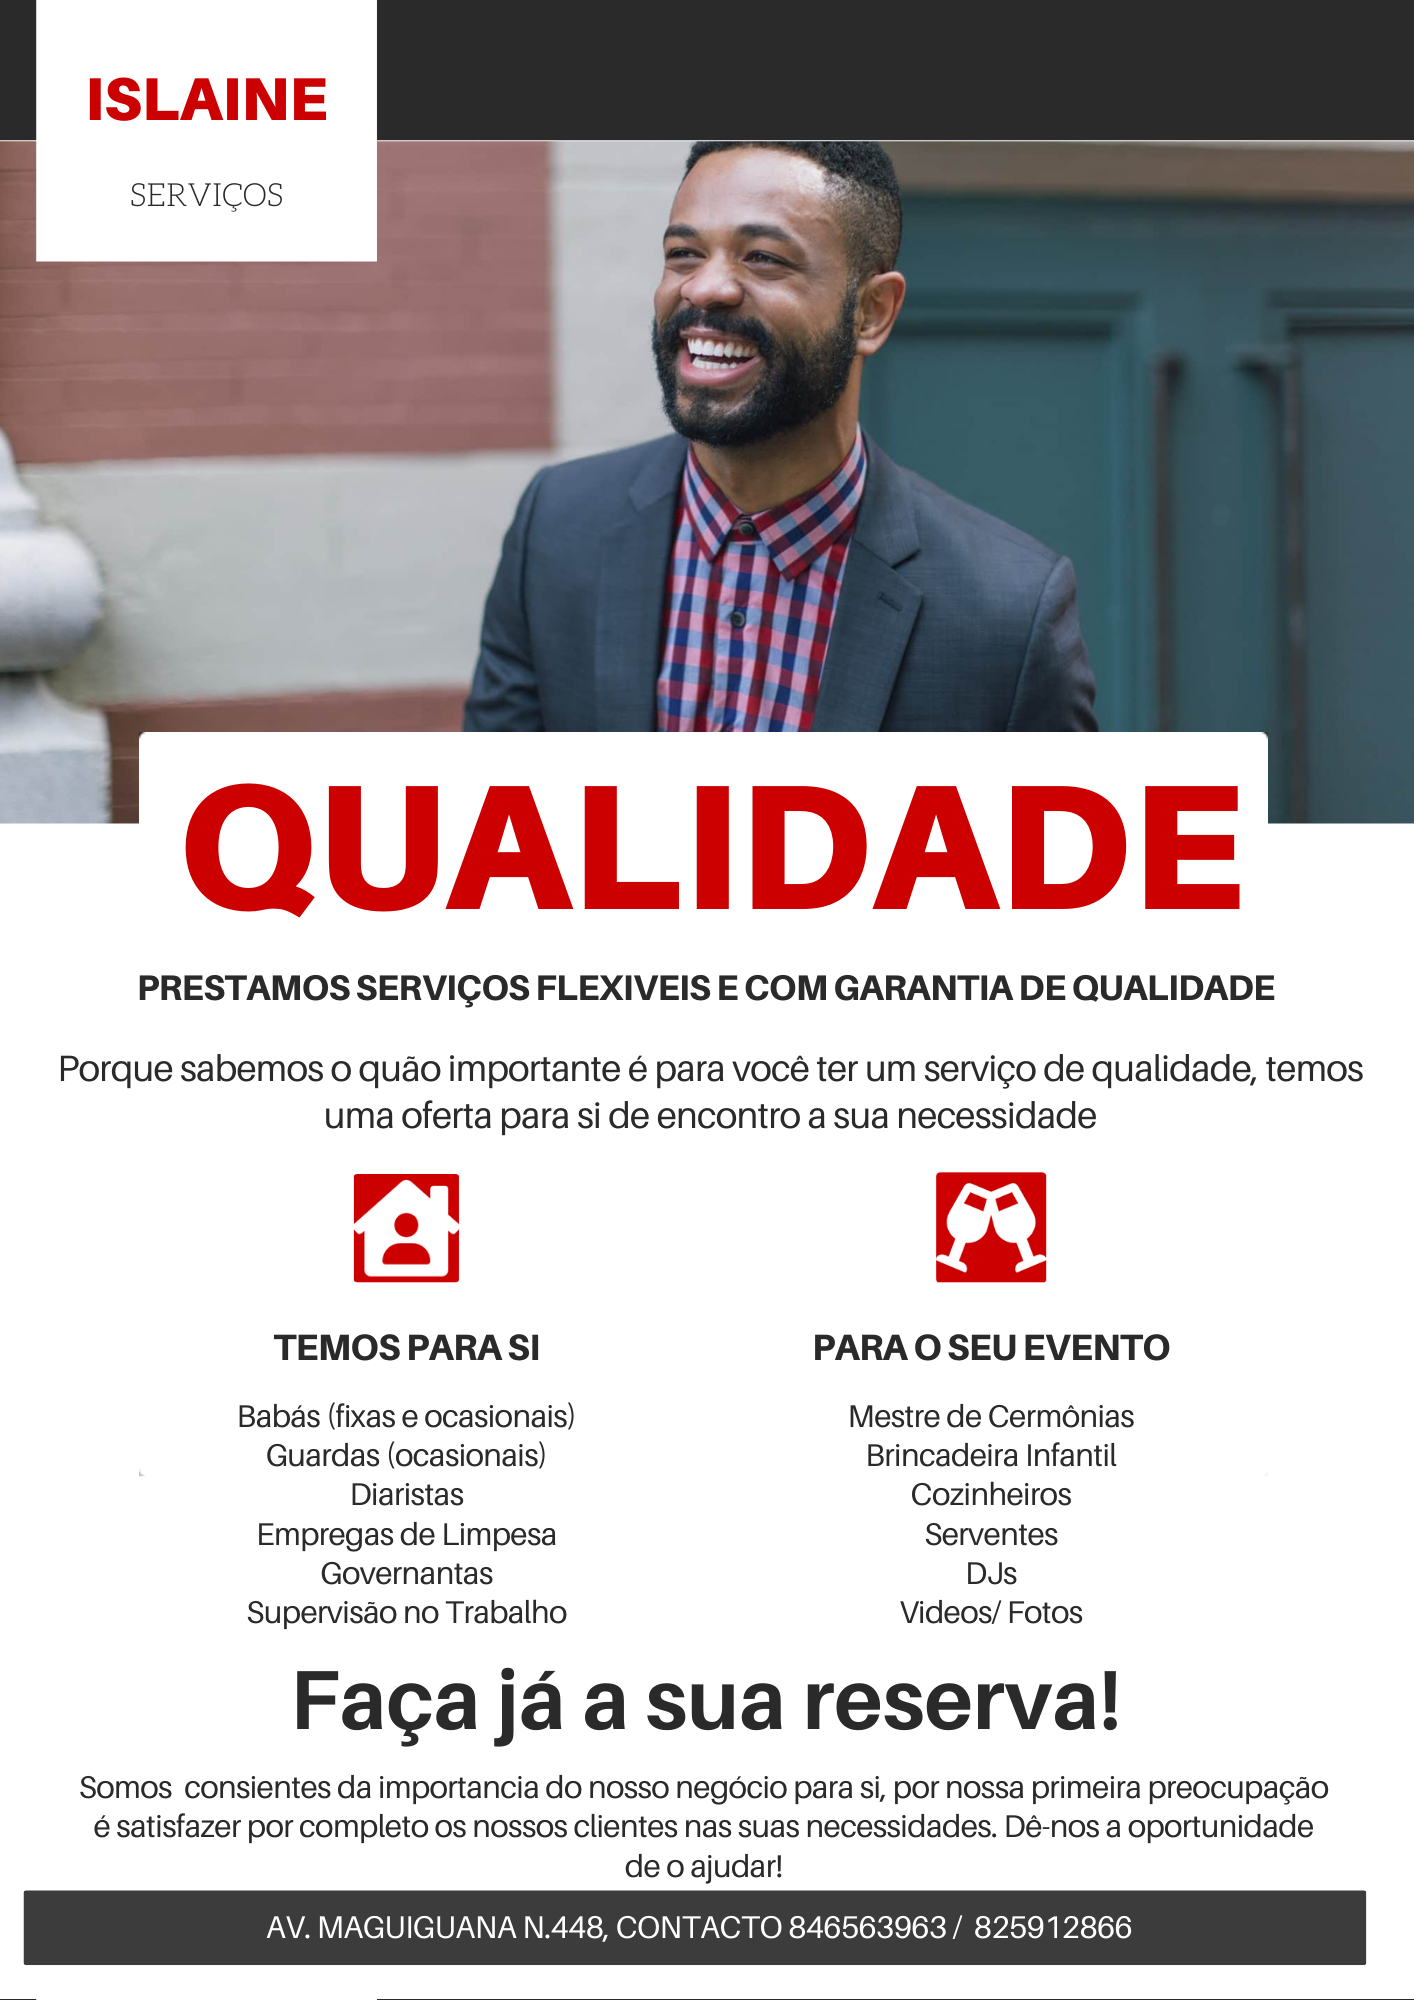 ISLAINE
SERVIÇOS
QUALIDADE
PRESTAMOS SERVIÇOS FLEXIVEIS E COM GARANTIA DE QUALIDADE
Porque sabemos o quão importante é para você ter um serviço de qualidade, temos
uma oferta para si de encontro a sua necessidade
TEMOS PARA SI
Babás (fixas e ocasionais)
Guardas (ocasionais)
Diaristas
Empregas de Limpesa
Governantas
Supervisão no Trabalho
PARA O SEU EVENTO
Mestre de Cermônias
Brincadeira Infantil
Cozinheiros
Serventes
DJs
Videos/ Fotos
Faça já a sua reserva!
Somos  consientes da importancia do nosso negócio para si, por nossa primeira preocupação
é satisfazer por completo os nossos clientes nas suas necessidades. Dê-nos a oportunidade
de o ajudar!
AV. MAGUIGUANA N.448, CONTACTO 846563963 /  825912866